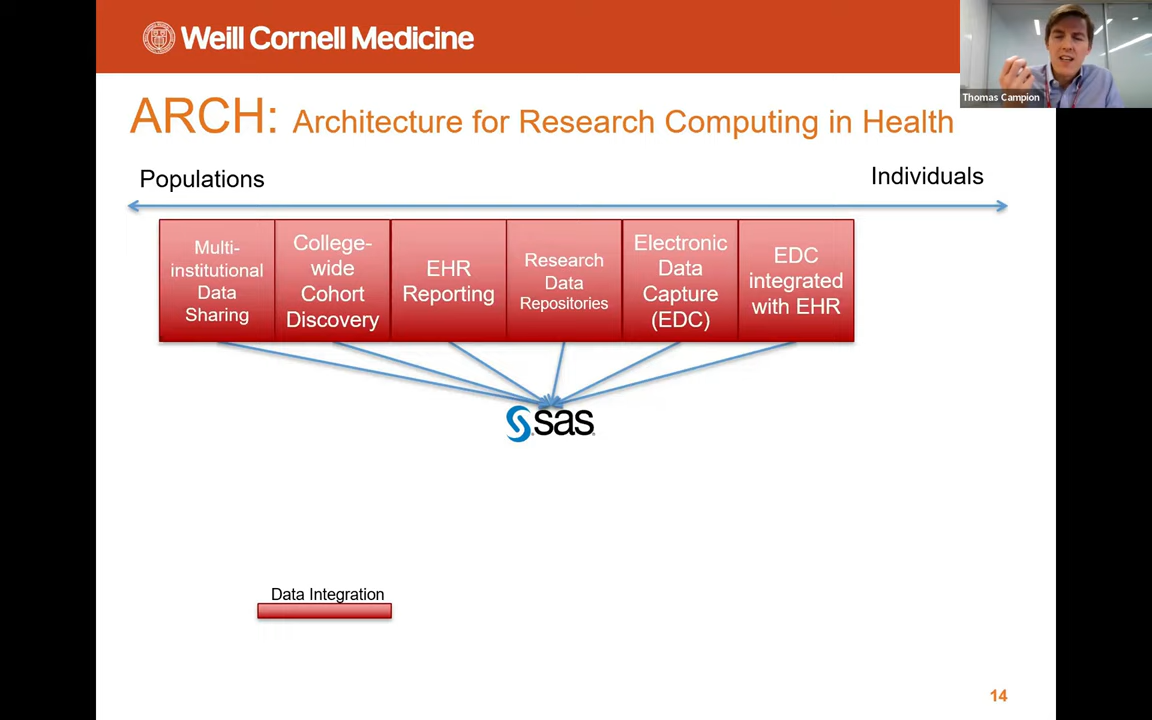 Weill Cornell Medicine
Thomas Campion
ARCH: Architecture for Research Computing in Health
Populations
Individuals
Multi-
institutional
Data
Sharing
College-
wide
Cohort
Discovery
EHR
Reporting
Research
Data
Repositories
Electronic
Data
Capture
(EDC)
EDC
integrated
with EHR
sas
Data Integration
14